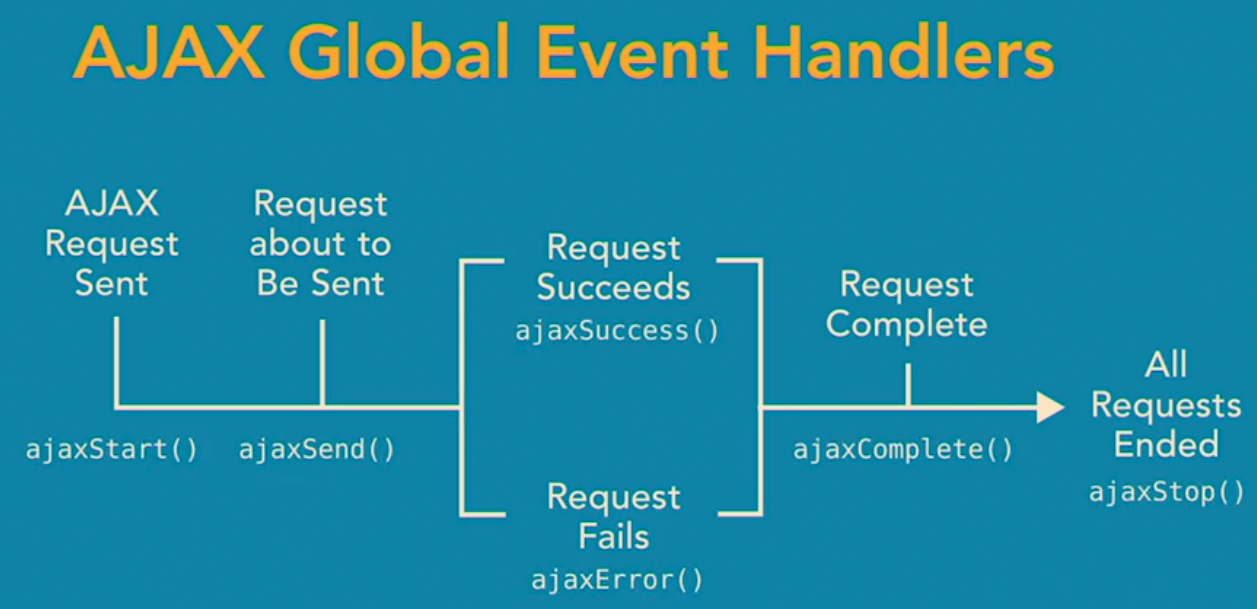 AJAX Global Event Handlers
AJAX
Request
Sent
ajaxStart()
Request
about to
Be Sent
ajaxSend()
Request
Succeeds
ajaxSuccess()
Request
Fails
ajaxError()
Request
Complete
ajaxComplete()
All
Requests
Ended
ajaxStop()